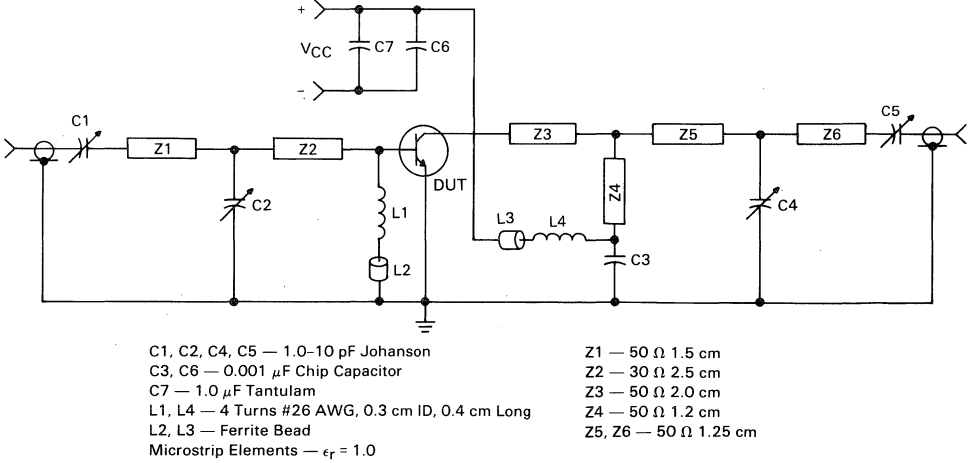 +
VCC
C7
C6
–
C1
Z1
Z2
C2
L1
L2
DUT
Z3
Z5
Z6
C5
Z4
L3
L4
C3
C4
C1, C2, C4, C5 — 1.0–10 pF Johanson
C3, C6 — 0.001 μF Chip Capacitor
C7 — 1.0 μF Tantulam
L1, L4 — 4 Turns #26 AWG, 0.3 cm ID, 0.4 cm Long
L2, L3 — Ferrite Bead
Microstrip Elements — ϵr = 1.0
Z1 — 50 Ω 1.5 cm
Z2 — 30 Ω 2.5 cm
Z3 — 50 Ω 2.0 cm
Z4 — 50 Ω 1.2 cm
Z5, Z6 — 50 Ω 1.25 cm